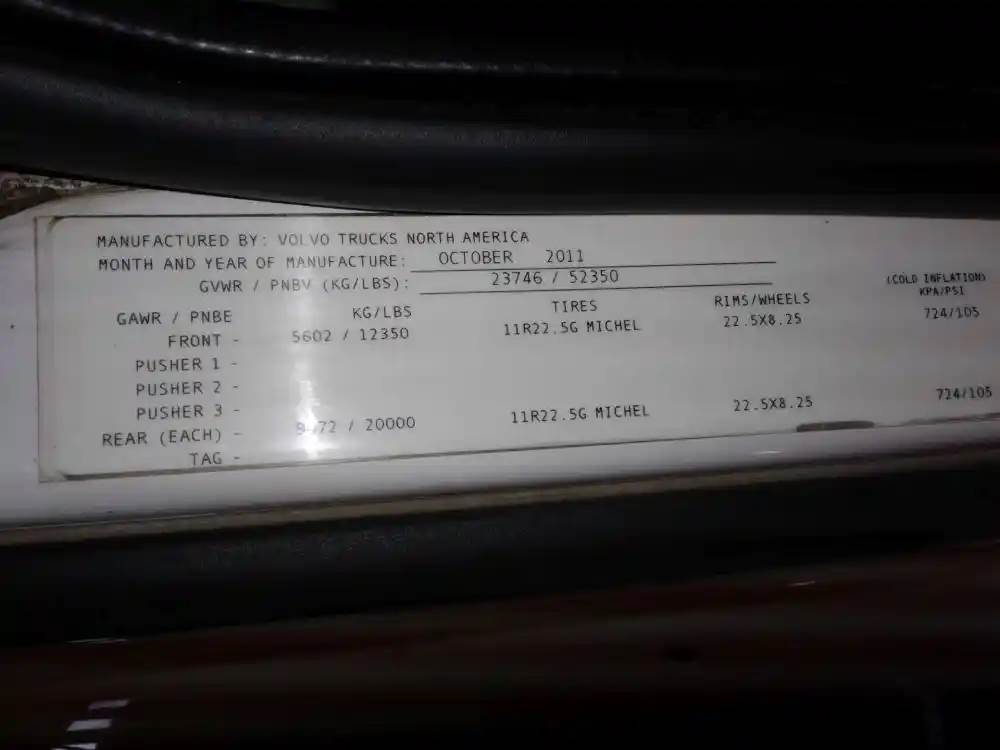 MANUFACTURED BY: VOLVO TRUCKS NORTH AMERICA
MONTH AND YEAR OF MANUFACTURE: OCTOBER 2011
GVWR / PNBV (KG/LBS): 23746 / 52350
GAWR / PNBE KG/LBS TIRES RIMS/WHEELS (COLD INFLATION) KPA/PSI
FRONT - 5602 / 12350 11R22.5G MICHEL 22.5X8.25 724/105
PUSHER 1 -
PUSHER 2 -
PUSHER 3 -
REAR (EACH) - / 20000 11R22.5G MICHEL 22.5X8.25 724/105
TAG -